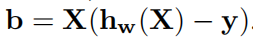 b = X(h_w(X) − y).